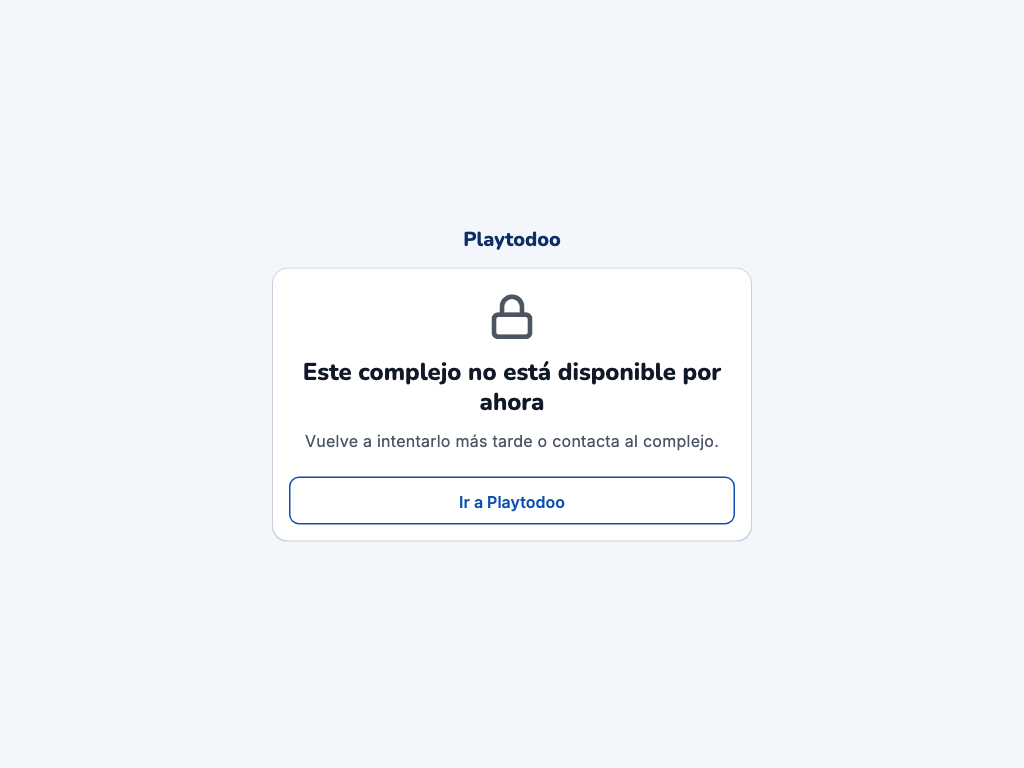 Playtodoo
Este complejo no está disponible por
ahora
Vuelve a intentarlo más tarde o contacta al complejo.
Ir a Playtodoo